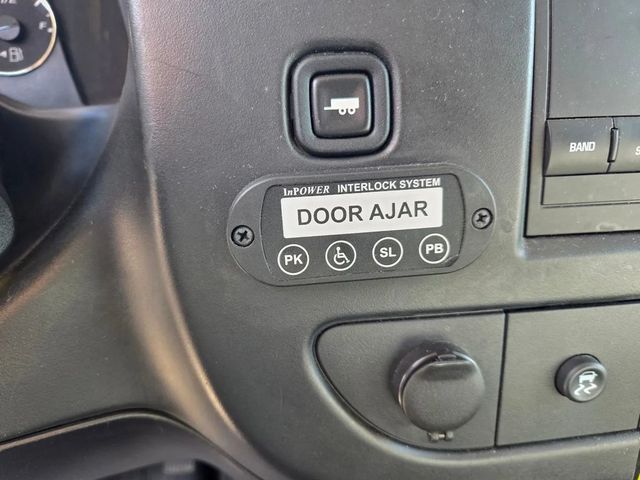 F
BAND
InPOWER INTERLOCK SYSTEM
DOOR AJAR
PK SL PB